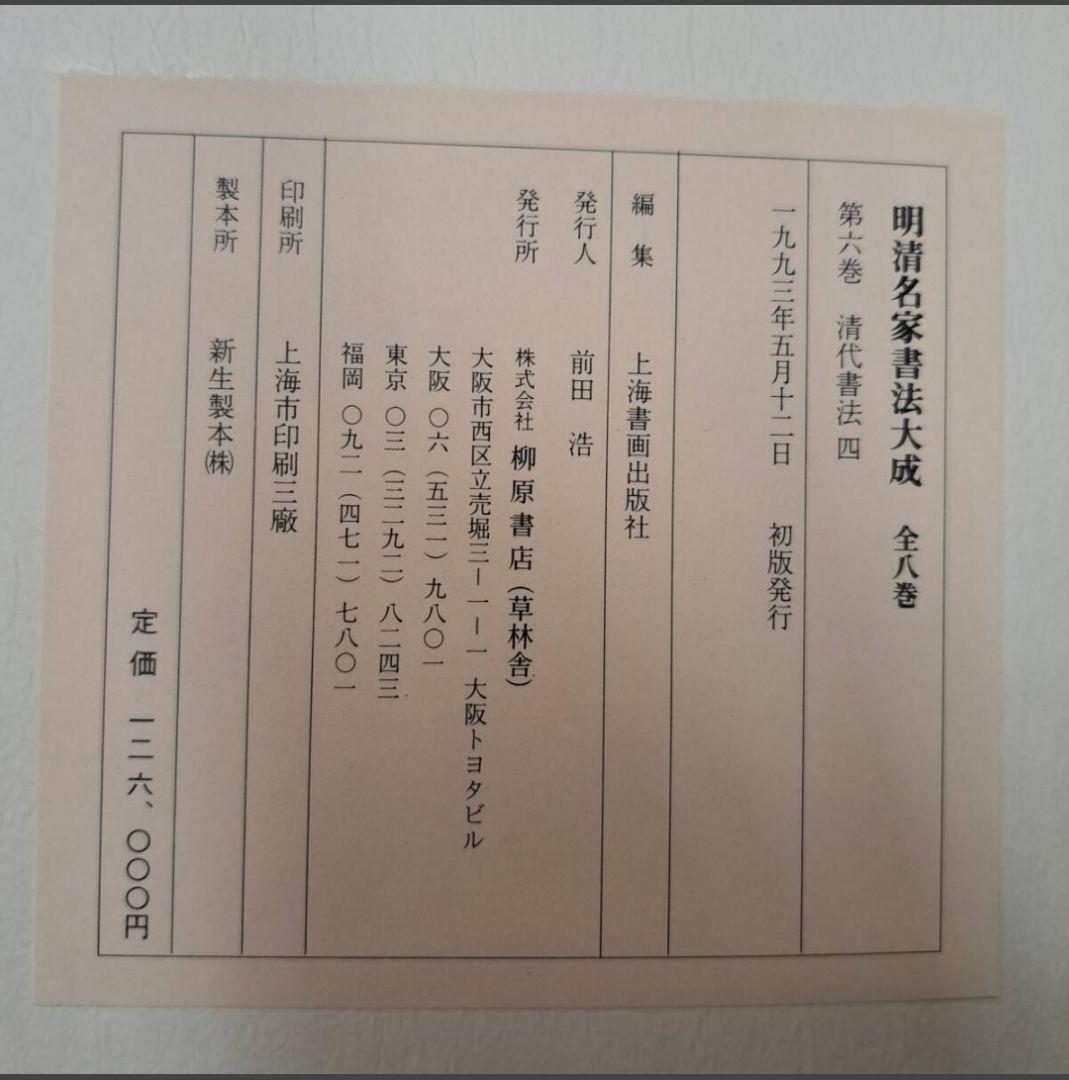 明清名家書法大成 全八巻
第六巻 清代書法 四
一九九三年五月十二日 初版発行
編集 上海書画出版社
発行人 前田 浩
発行所 株式会社 柳原書店（草林舎）
大阪市西区立売堀三ー一ー一 大阪トヨタビル
大阪 〇六（五三一）九八〇一
東京 〇三（三二九二）八二四三
福岡 〇九二（四七一）七八〇一
印刷所 上海市印刷三廠
製本所 新生製本㈱
定価 一二六、〇〇〇円